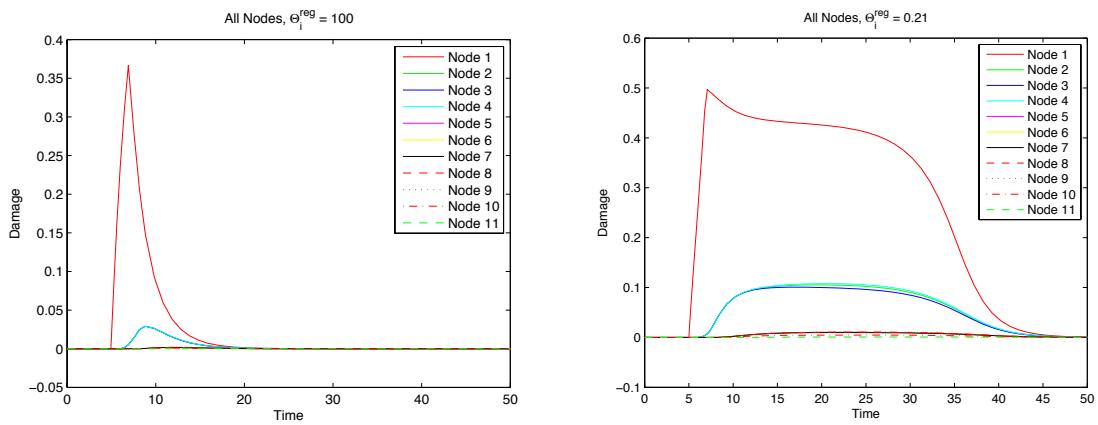 All Nodes, Θ_i^reg = 100
0.4
0.35
0.3
0.25
0.2
0.15
0.1
0.05
0
−0.05
Damage
0 10 20 30 40 50
Time
Node 1
Node 2
Node 3
Node 4
Node 5
Node 6
Node 7
Node 8
Node 9
Node 10
Node 11
All Nodes, Θ_i^reg = 0.21
0.6
0.5
0.4
0.3
0.2
0.1
0
−0.1
Damage
0 5 10 15 20 25 30 35 40 45 50
Time
Node 1
Node 2
Node 3
Node 4
Node 5
Node 6
Node 7
Node 8
Node 9
Node 10
Node 11